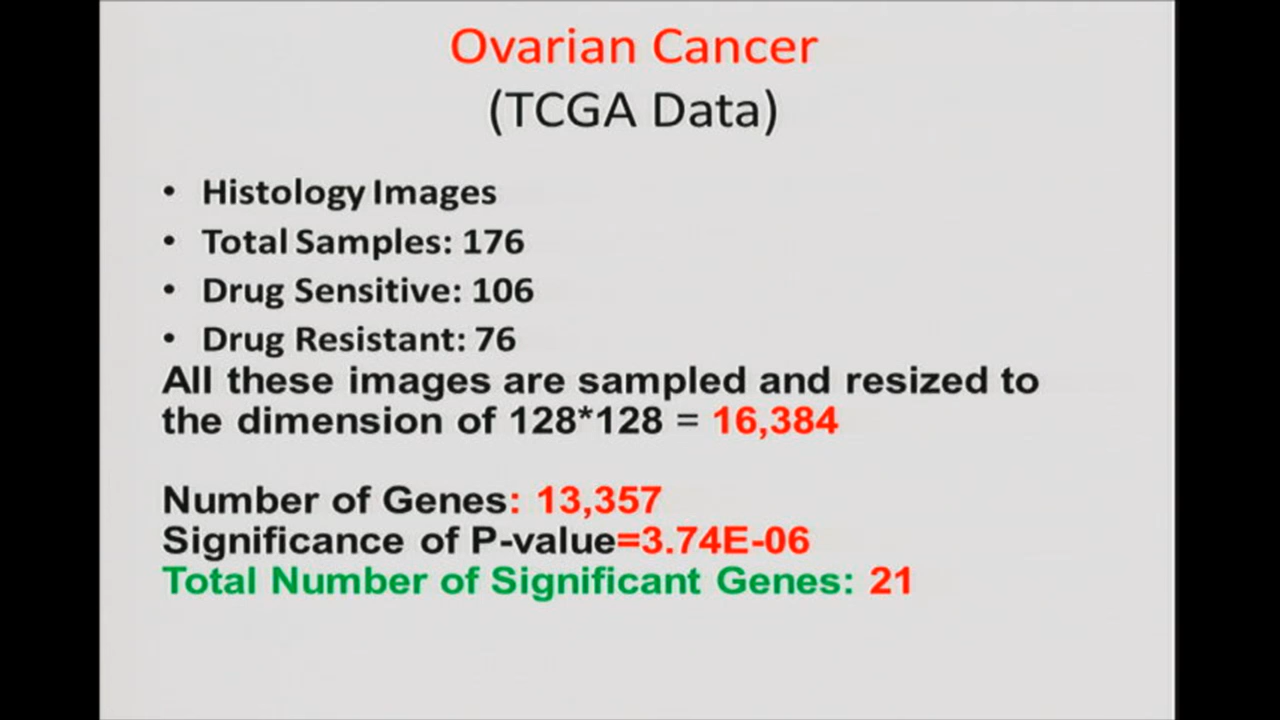 Ovarian Cancer
(TCGA Data)
• Histology Images
• Total Samples: 176
• Drug Sensitive: 106
• Drug Resistant: 76
All these images are sampled and resized to
the dimension of 128*128 = 16,384
Number of Genes: 13,357
Significance of P-value=3.74E-06
Total Number of Significant Genes: 21